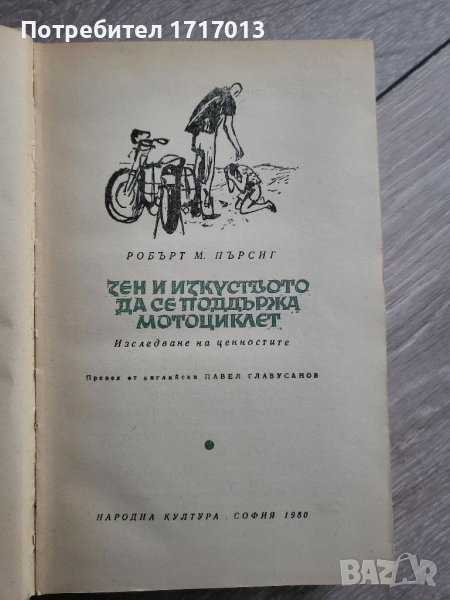 Потребител 1717013
РОБЪРТ М. ПЪРСИГ
ЗЕН И ИЗКУСТВОТО
ДА СЕ ПОДДЪРЖА
МОТОЦИКЛЕТ
Изследване на ценностите
Превел от английски ПАВЕЛ ГЛАВУСАНОВ
НАРОДНА КУЛТУРА . СОФИЯ 1980
bazar